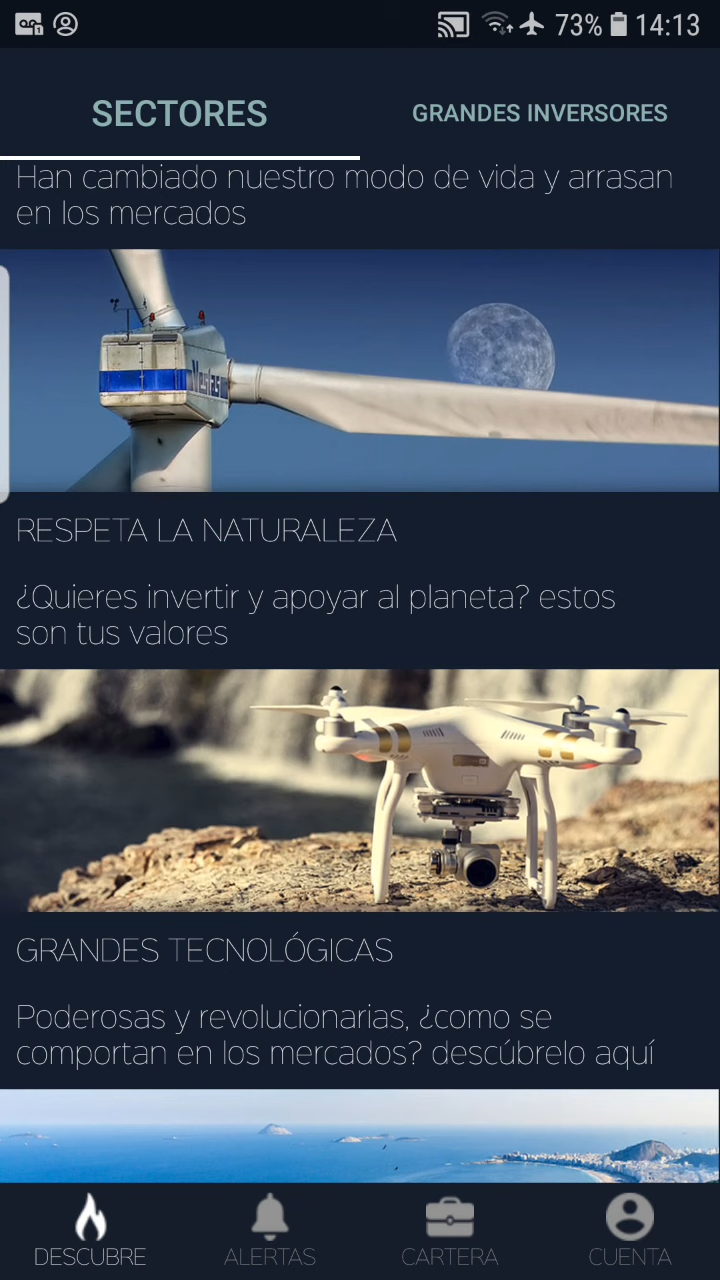 73% 14:13
SECTORES
GRANDES INVERSORES
Han cambiado nuestro modo de vida y arrasan
en los mercados
Vestas
RESPETA LA NATURALEZA
¿Quieres invertir y apoyar al planeta? estos
son tus valores
GRANDES TECNOLÓGICAS
Poderosas y revolucionarias, ¿como se
comportan en los mercados? descúbrelo aquí
DESCUBRE
ALERTAS
CARTERA
CUENTA